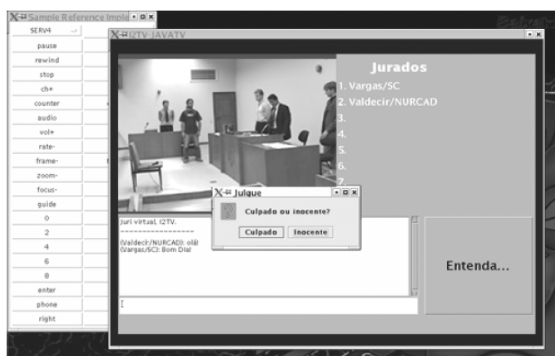 Sample Reference Imple
SERV4
pause
rewind
stop
ch+
counter
audio
vol+
rate-
frame-
zoom-
focus-
guide
0
2
4
6
8
enter
phone
right
I2TV-JAVATV
Jurados
1. Vargas/SC
2. Valdecir/NURCAD
3.
4.
5.
6.
7.
Julgue
Culpado ou inocente?
Culpado
Inocente
juri virtual, I2TV.
-----------------
(Valdecir/NURCAD): olá!
(Vargas/SC): Bom Dia!
Entenda...